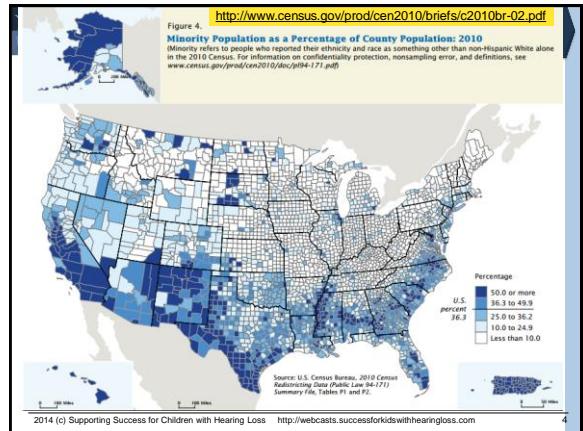 http://www.census.gov/prod/cen2010/briefs/c2010br-02.pdf
Figure 4.
Minority Population as a Percentage of County Population: 2010
(Minority refers to people who reported their ethnicity and race as something other than non-Hispanic White alone
in the 2010 Census. For information on confidentiality protection, nonsampling error, and definitions, see
www.census.gov/prod/cen2010/doc/pl94-171.pdf)
Percentage
50.0 or more
36.3 to 49.9
25.0 to 36.2
10.0 to 24.9
Less than 10.0
U.S.
percent
36.3
Source: U.S. Census Bureau, 2010 Census
Redistricting Data (Public Law 94-171)
Summary File, Tables P1 and P2.
2014 (c) Supporting Success for Children with Hearing Loss http://webcasts.successforkidswithhearingloss.com 4